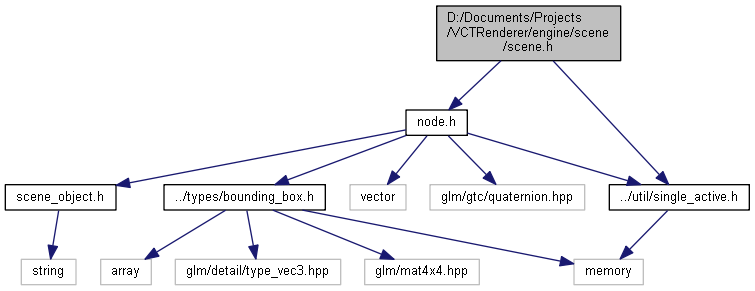 D:/Documents/Projects
/VCTRenderer/engine/scene
/scene.h
node.h
scene_object.h
../types/bounding_box.h
vector
glm/gtc/quaternion.hpp
../util/single_active.h
string
array
glm/detail/type_vec3.hpp
glm/mat4x4.hpp
memory